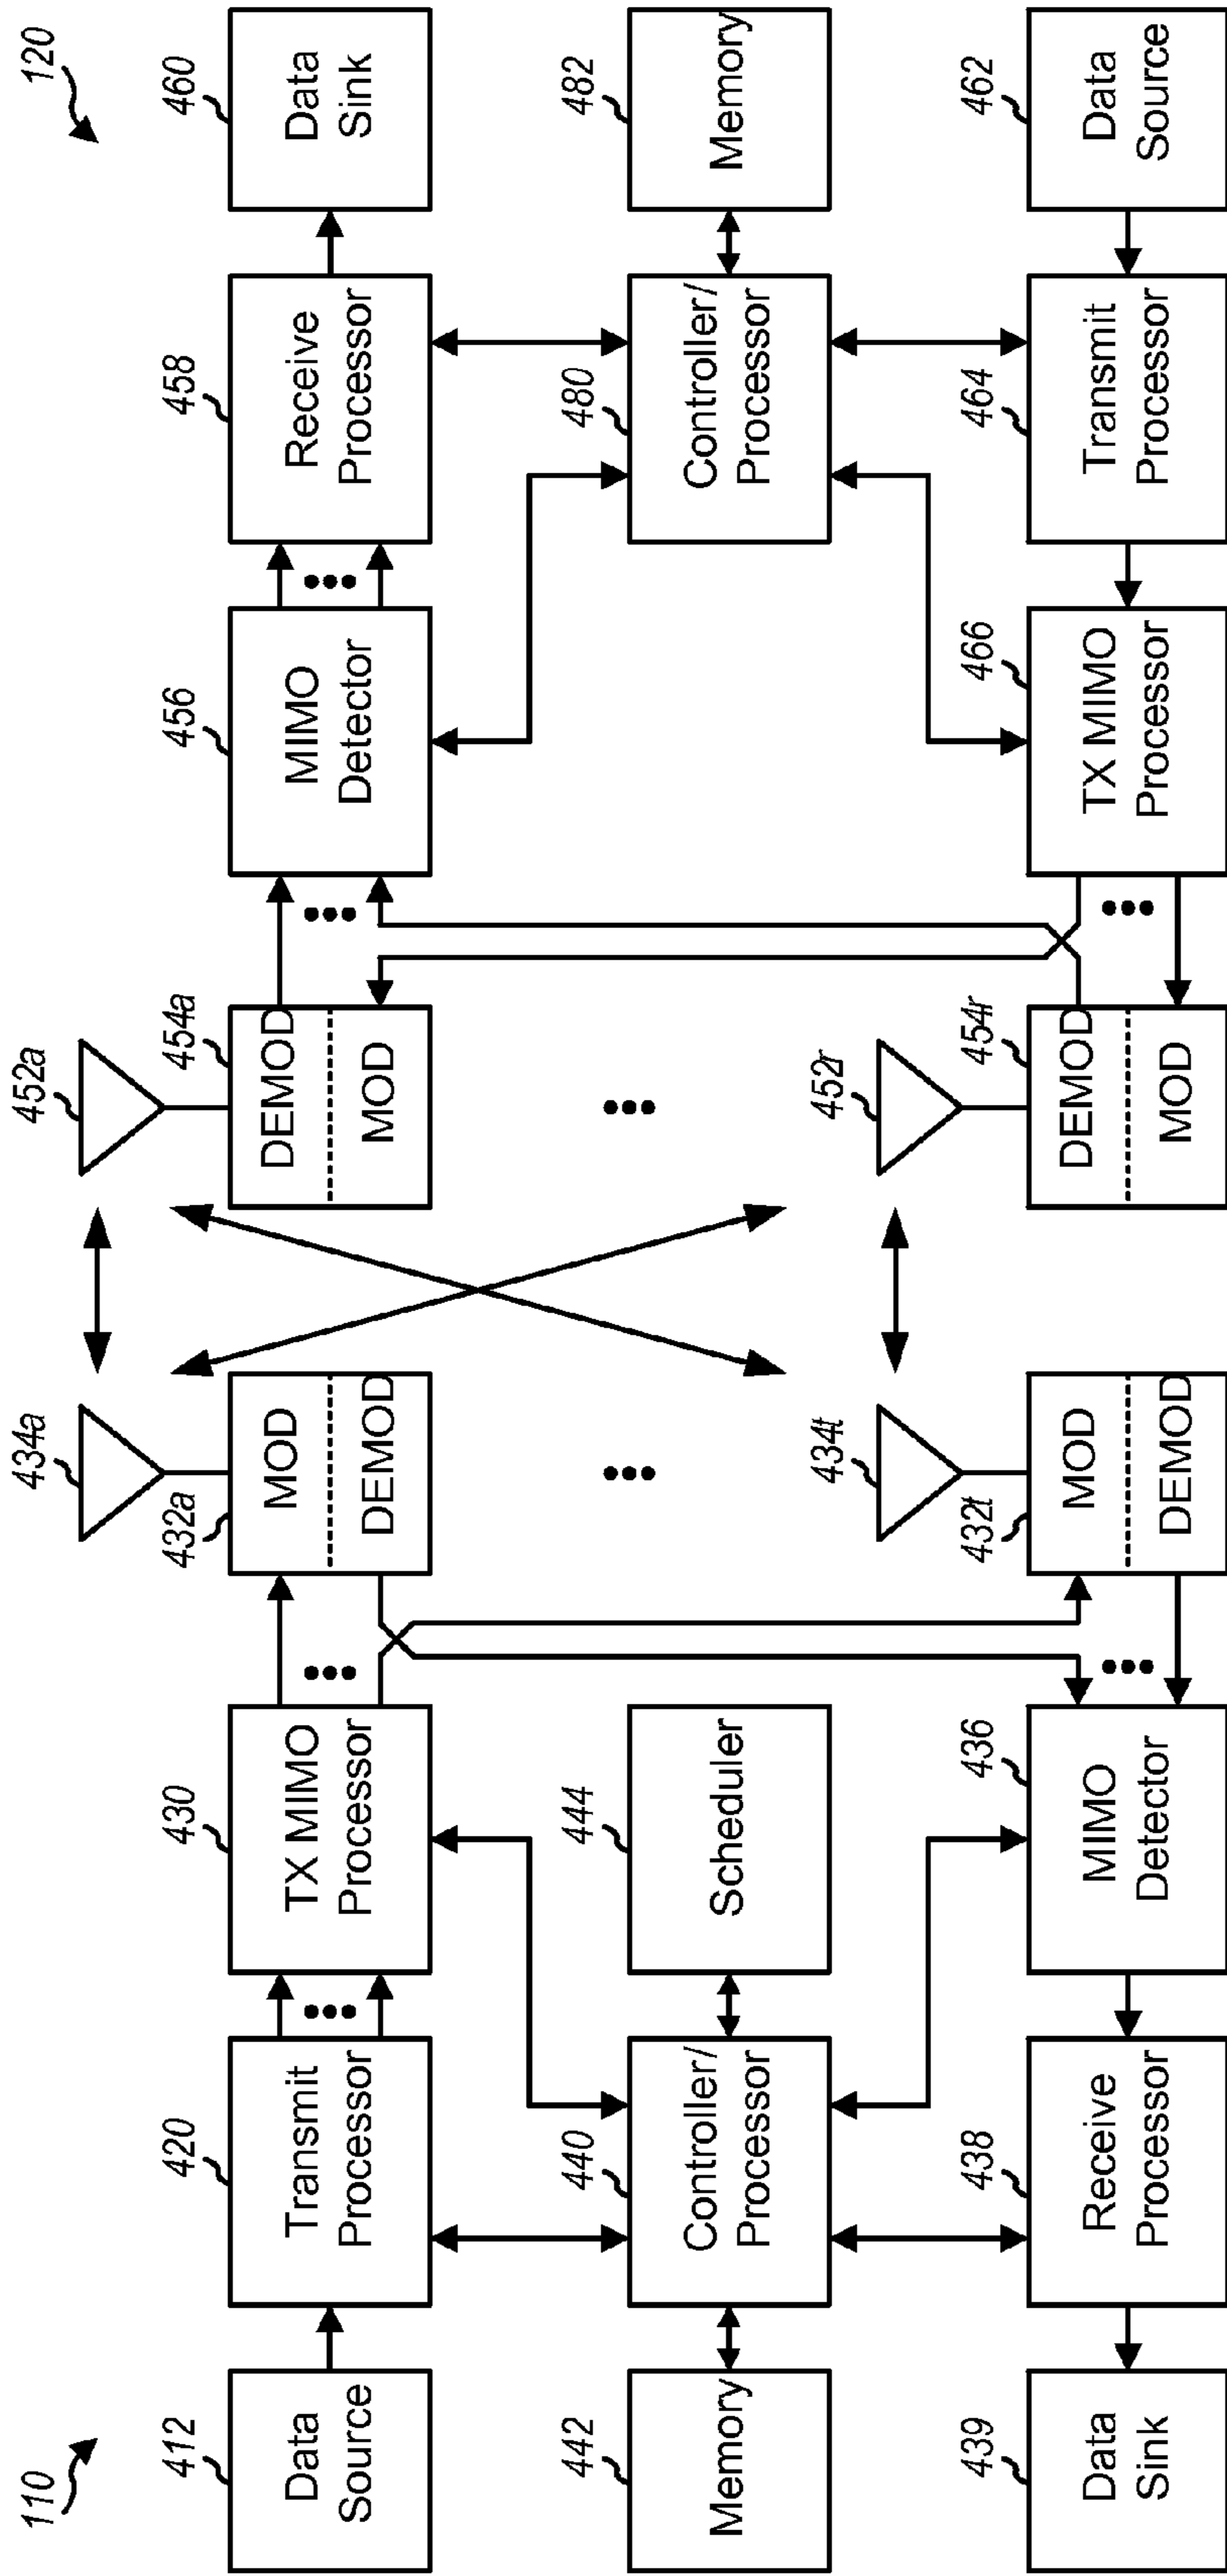 110
120
412
Data
Source
420
Transmit
Processor
430
TX MIMO
Processor
432a
MOD
DEMOD
434a
452a
454a
DEMOD
MOD
456
MIMO
Detector
458
Receive
Processor
460
Data
Sink
442
Memory
440
Controller/
Processor
444
Scheduler
480
Controller/
Processor
482
Memory
439
Data
Sink
438
Receive
Processor
436
MIMO
Detector
432t
MOD
DEMOD
434t
452r
454r
DEMOD
MOD
466
TX MIMO
Processor
464
Transmit
Processor
462
Data
Source